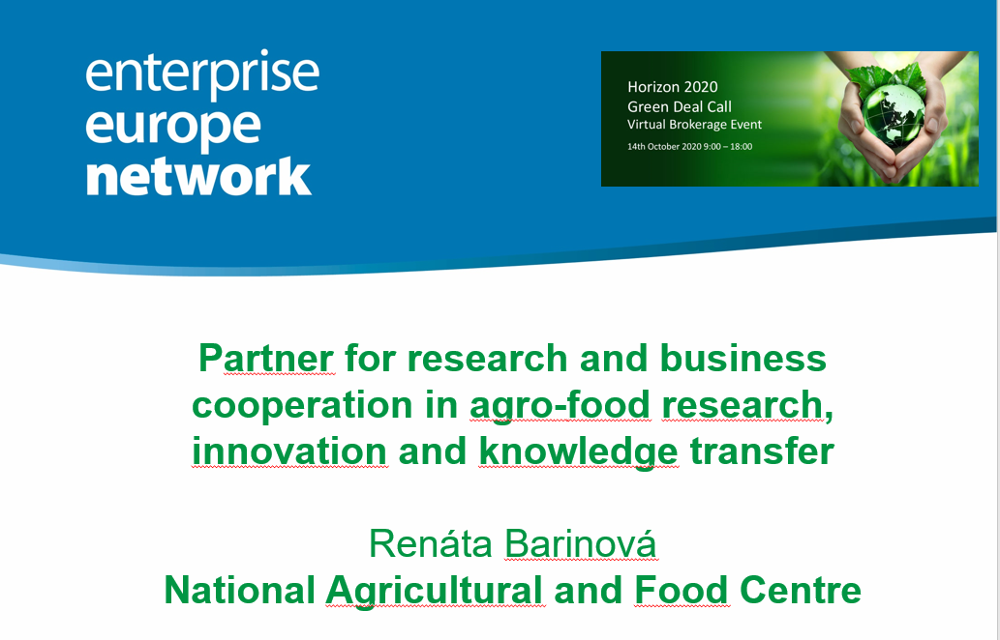 enterprise
europe
network
Horizon 2020
Green Deal Call
Virtual Brokerage Event
14th October 2020 9:00 – 18:00
Partner for research and business
cooperation in agro-food research,
innovation and knowledge transfer
Renáta Barinová
National Agricultural and Food Centre